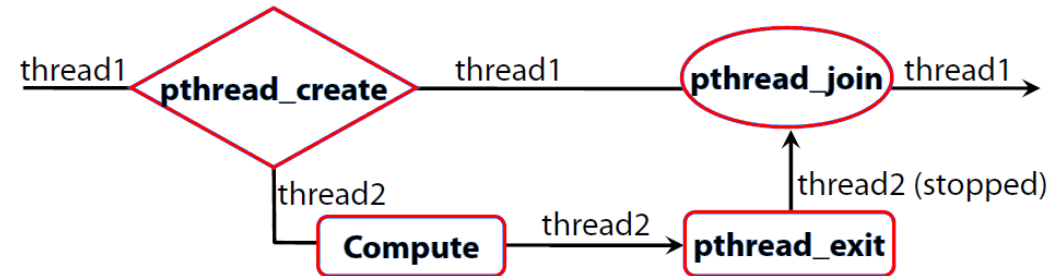 thread1
pthread_create
thread1
pthread_join
thread1
thread2
Compute
thread2
pthread_exit
thread2 (stopped)